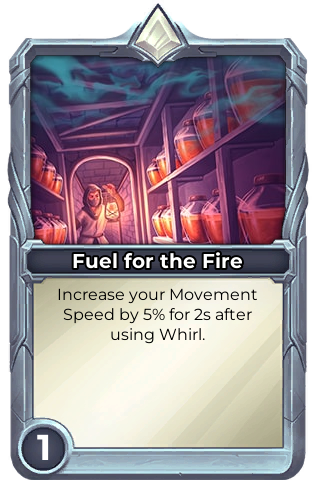 Fuel for the Fire
Increase your Movement
Speed by 5% for 2s after
using Whirl.
1